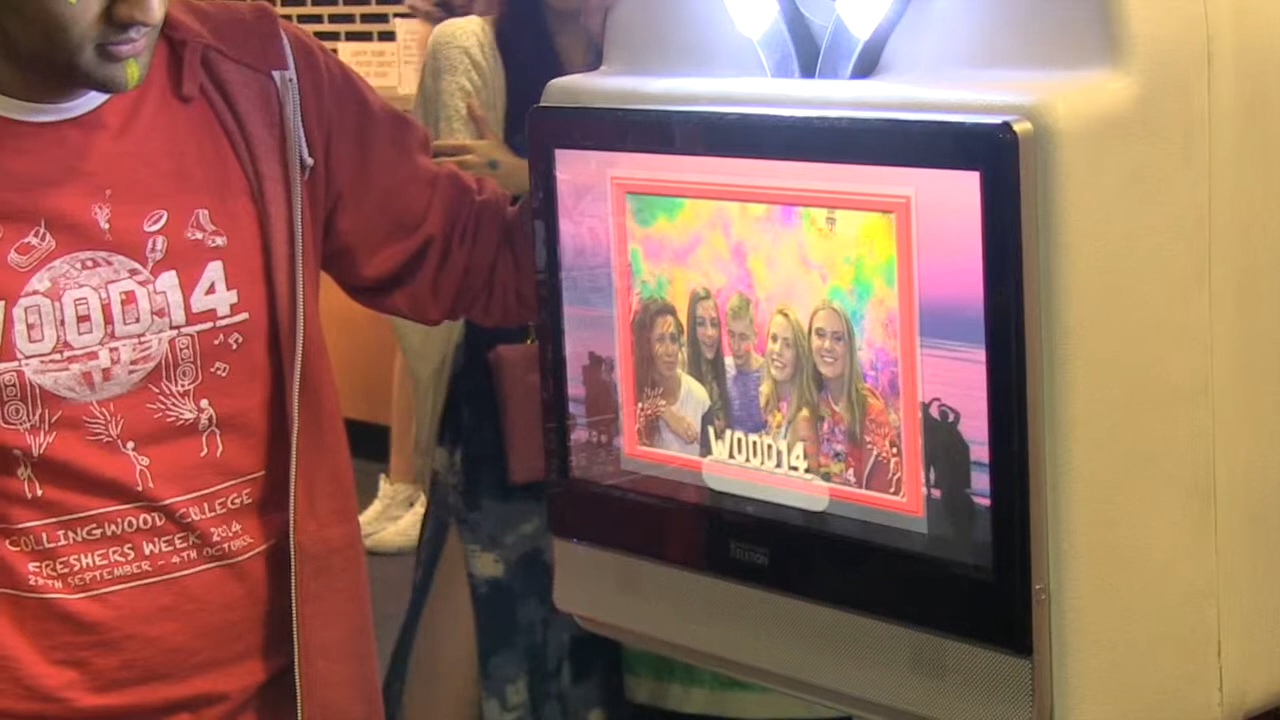 WOOD14
COLLINGWOOD COLLEGE
FRESHERS WEEK 2014
28TH SEPTEMBER - 4TH OCTOBER
WOOD14